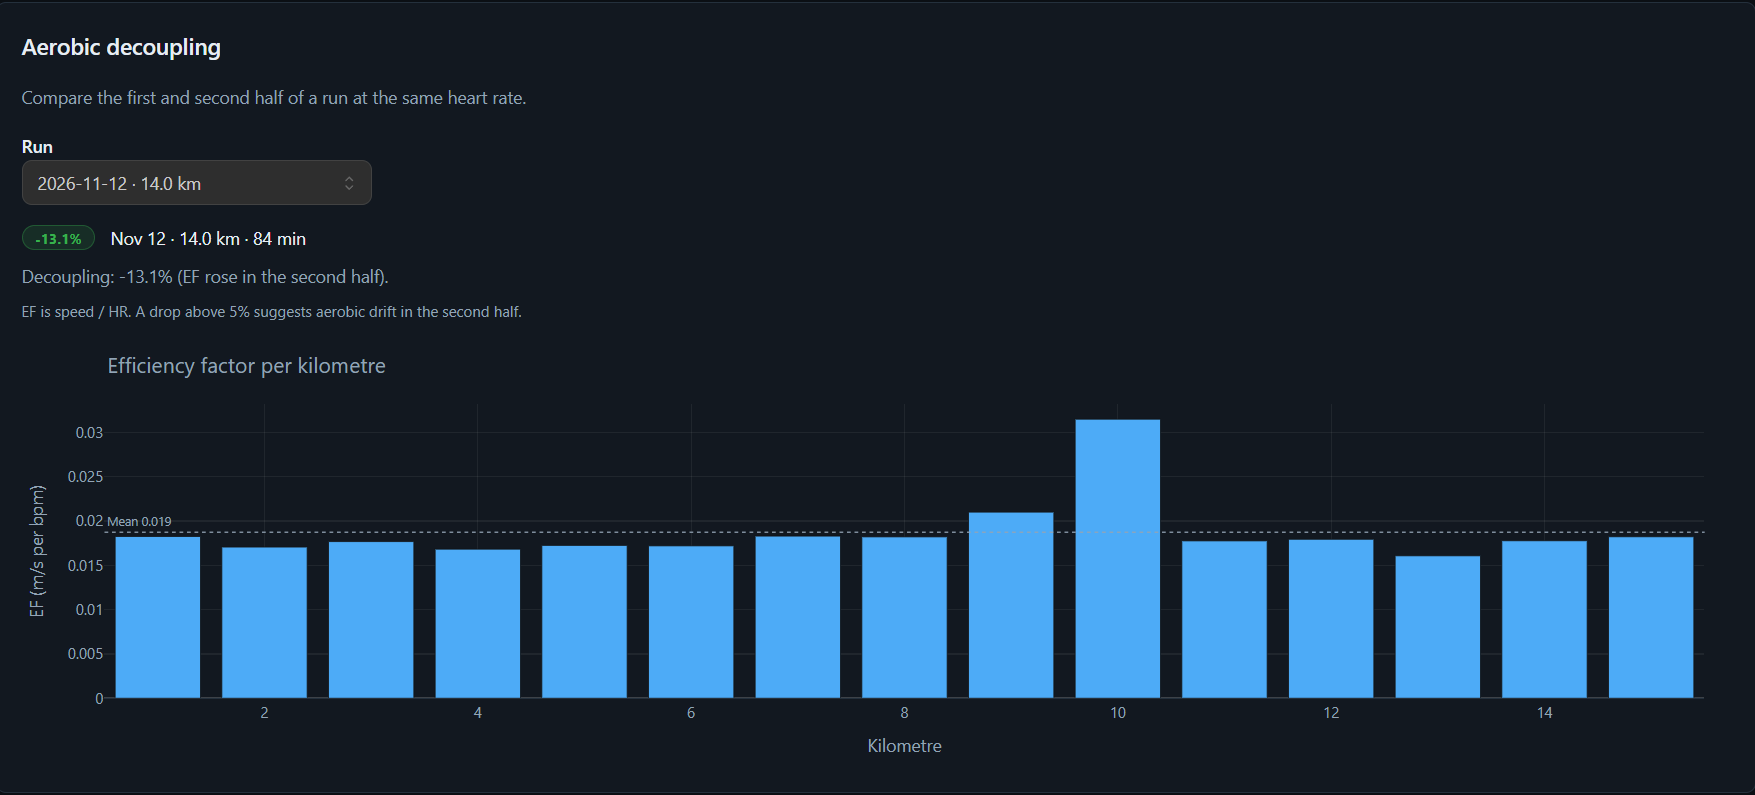 Aerobic decoupling
Compare the first and second half of a run at the same heart rate.
Run
2026-11-12 · 14.0 km
-13.1% Nov 12 · 14.0 km · 84 min
Decoupling: -13.1% (EF rose in the second half).
EF is speed / HR. A drop above 5% suggests aerobic drift in the second half.
Efficiency factor per kilometre
EF (m/s per bpm)
0.03
0.025
0.02 Mean 0.019
0.015
0.01
0.005
0
2 4 6 8 10 12 14
Kilometre